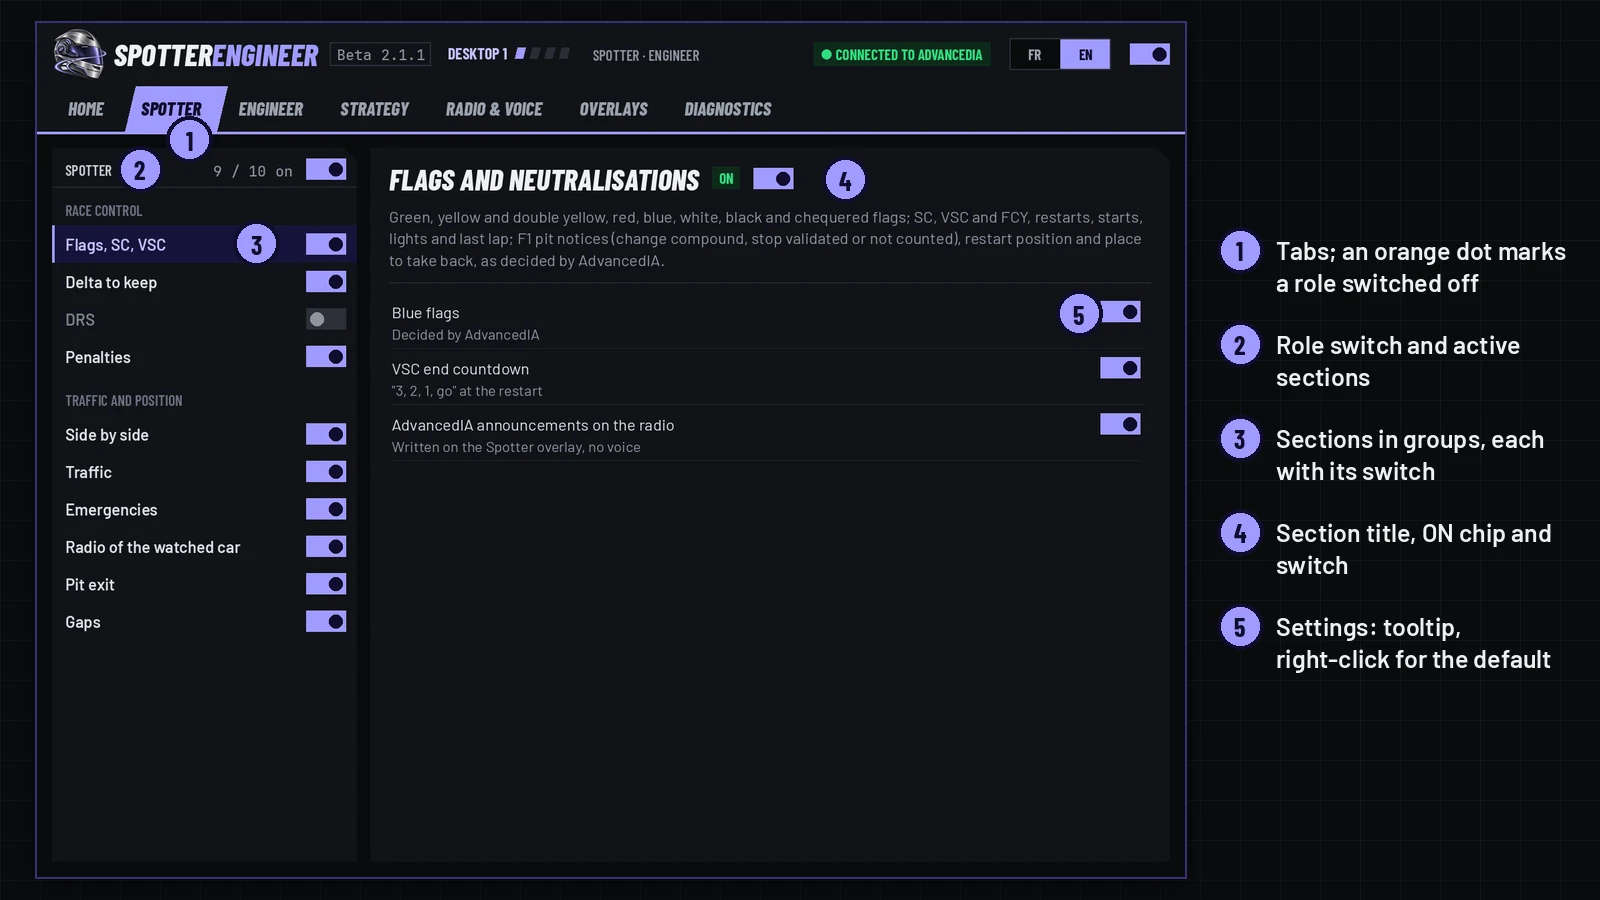 SPOTTERENGINEER
Beta 2.1.1
DESKTOP 1
SPOTTER · ENGINEER
CONNECTED TO ADVANCEDIA
FR
EN
HOME
SPOTTER
ENGINEER
STRATEGY
RADIO & VOICE
OVERLAYS
DIAGNOSTICS
1
SPOTTER
2
9 / 10 on
RACE CONTROL
Flags, SC, VSC
3
Delta to keep
DRS
Penalties
TRAFFIC AND POSITION
Side by side
Traffic
Emergencies
Radio of the watched car
Pit exit
Gaps
FLAGS AND NEUTRALISATIONS
ON
4
Green, yellow and double yellow, red, blue, white, black and chequered flags; SC, VSC and FCY, restarts, starts,
lights and last lap; F1 pit notices (change compound, stop validated or not counted), restart position and place
to take back, as decided by AdvancedIA.
Blue flags
Decided by AdvancedIA
5
VSC end countdown
"3, 2, 1, go" at the restart
AdvancedIA announcements on the radio
Written on the Spotter overlay, no voice
1
Tabs; an orange dot marks
a role switched off
2
Role switch and active
sections
3
Sections in groups, each
with its switch
4
Section title, ON chip and
switch
5
Settings: tooltip,
right-click for the default